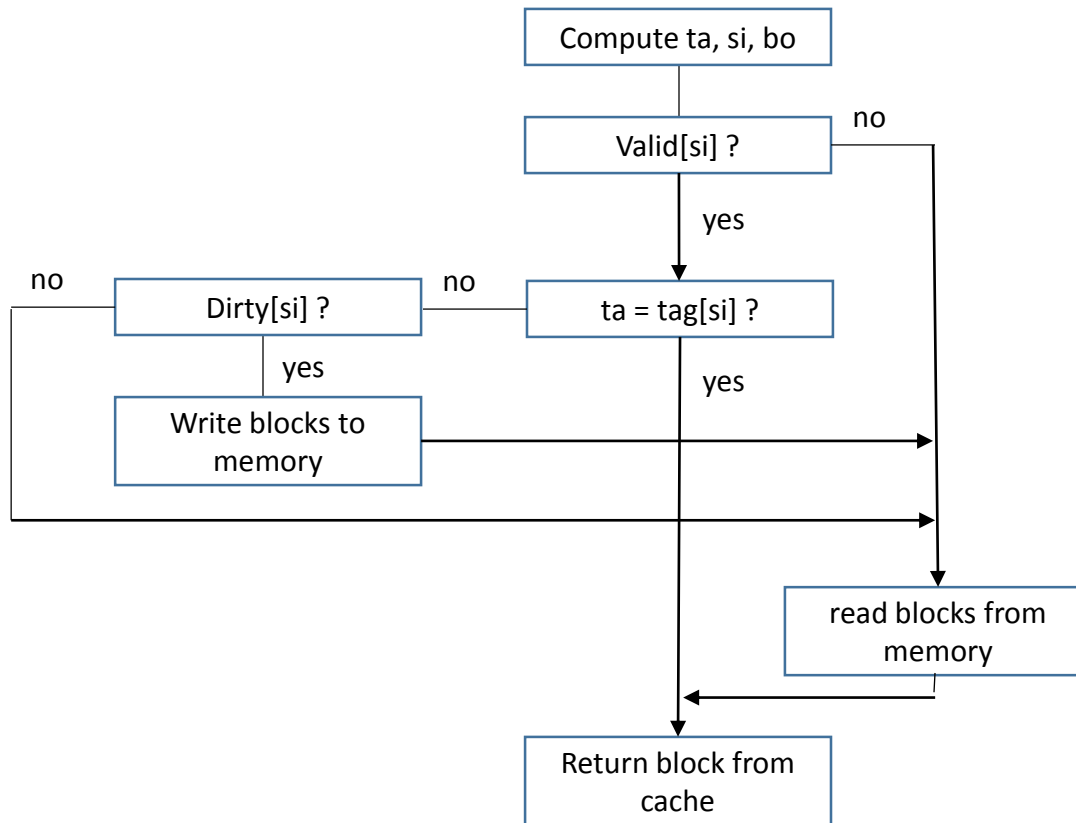 Compute ta, si, bo
Valid[si] ?
no
yes
no
Dirty[si] ?
no
ta = tag[si] ?
yes
yes
Write blocks to
memory
read blocks from
memory
Return block from
cache